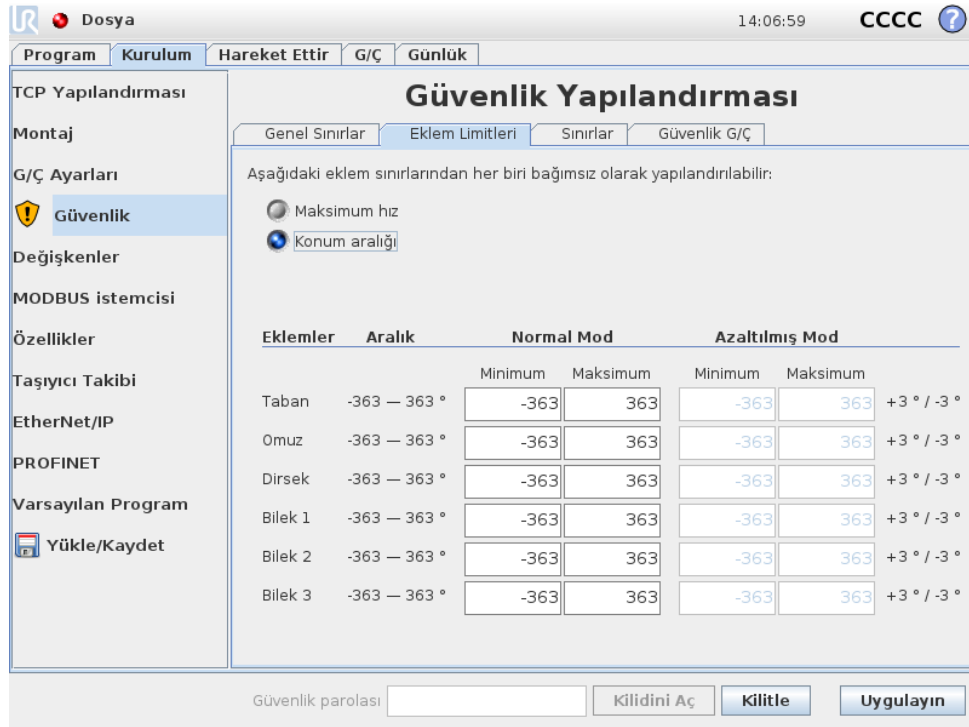 UR Dosya 14:06:59 CCCC ?
Program Kurulum Hareket Ettir G/Ç Günlük
TCP Yapılandırması
Montaj
G/Ç Ayarları
Güvenlik
Değişkenler
MODBUS istemcisi
Özellikler
Taşıyıcı Takibi
EtherNet/IP
PROFINET
Varsayılan Program
Yükle/Kaydet
Güvenlik Yapılandırması
Genel Sınırlar Eklem Limitleri Sınırlar Güvenlik G/Ç
Aşağıdaki eklem sınırlarından her biri bağımsız olarak yapılandırılabilir:
Maksimum hız
Konum aralığı
Eklemler Aralık Normal Mod Azaltılmış Mod
Minimum Maksimum Minimum Maksimum
Taban -363 — 363 ° -363 363 -363 363 +3 ° / -3 °
Omuz -363 — 363 ° -363 363 -363 363 +3 ° / -3 °
Dirsek -363 — 363 ° -363 363 -363 363 +3 ° / -3 °
Bilek 1 -363 — 363 ° -363 363 -363 363 +3 ° / -3 °
Bilek 2 -363 — 363 ° -363 363 -363 363 +3 ° / -3 °
Bilek 3 -363 — 363 ° -363 363 -363 363 +3 ° / -3 °
Güvenlik parolası Kilidini Aç Kilitle Uygulayın